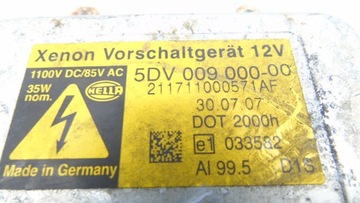 Xenon Vorschaltgerät 12V
1100V DC/85V AC
35W
nom.
HELLA
5DV 009 000-00
211711000571AF
30.07.07
DOT 2000h
e1 033582
Made in Germany
Al 99.5 D1S